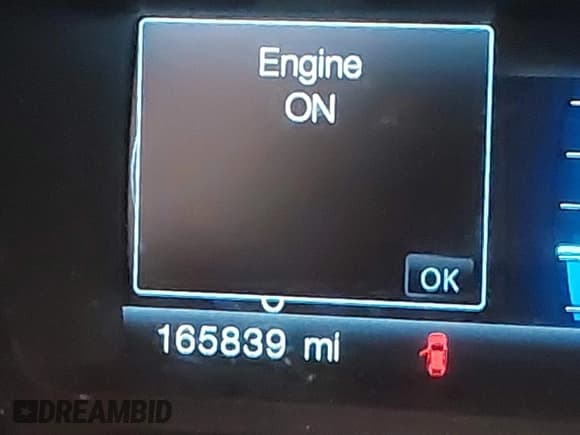 Engine
ON
OK
165839 mi
DREAMBID